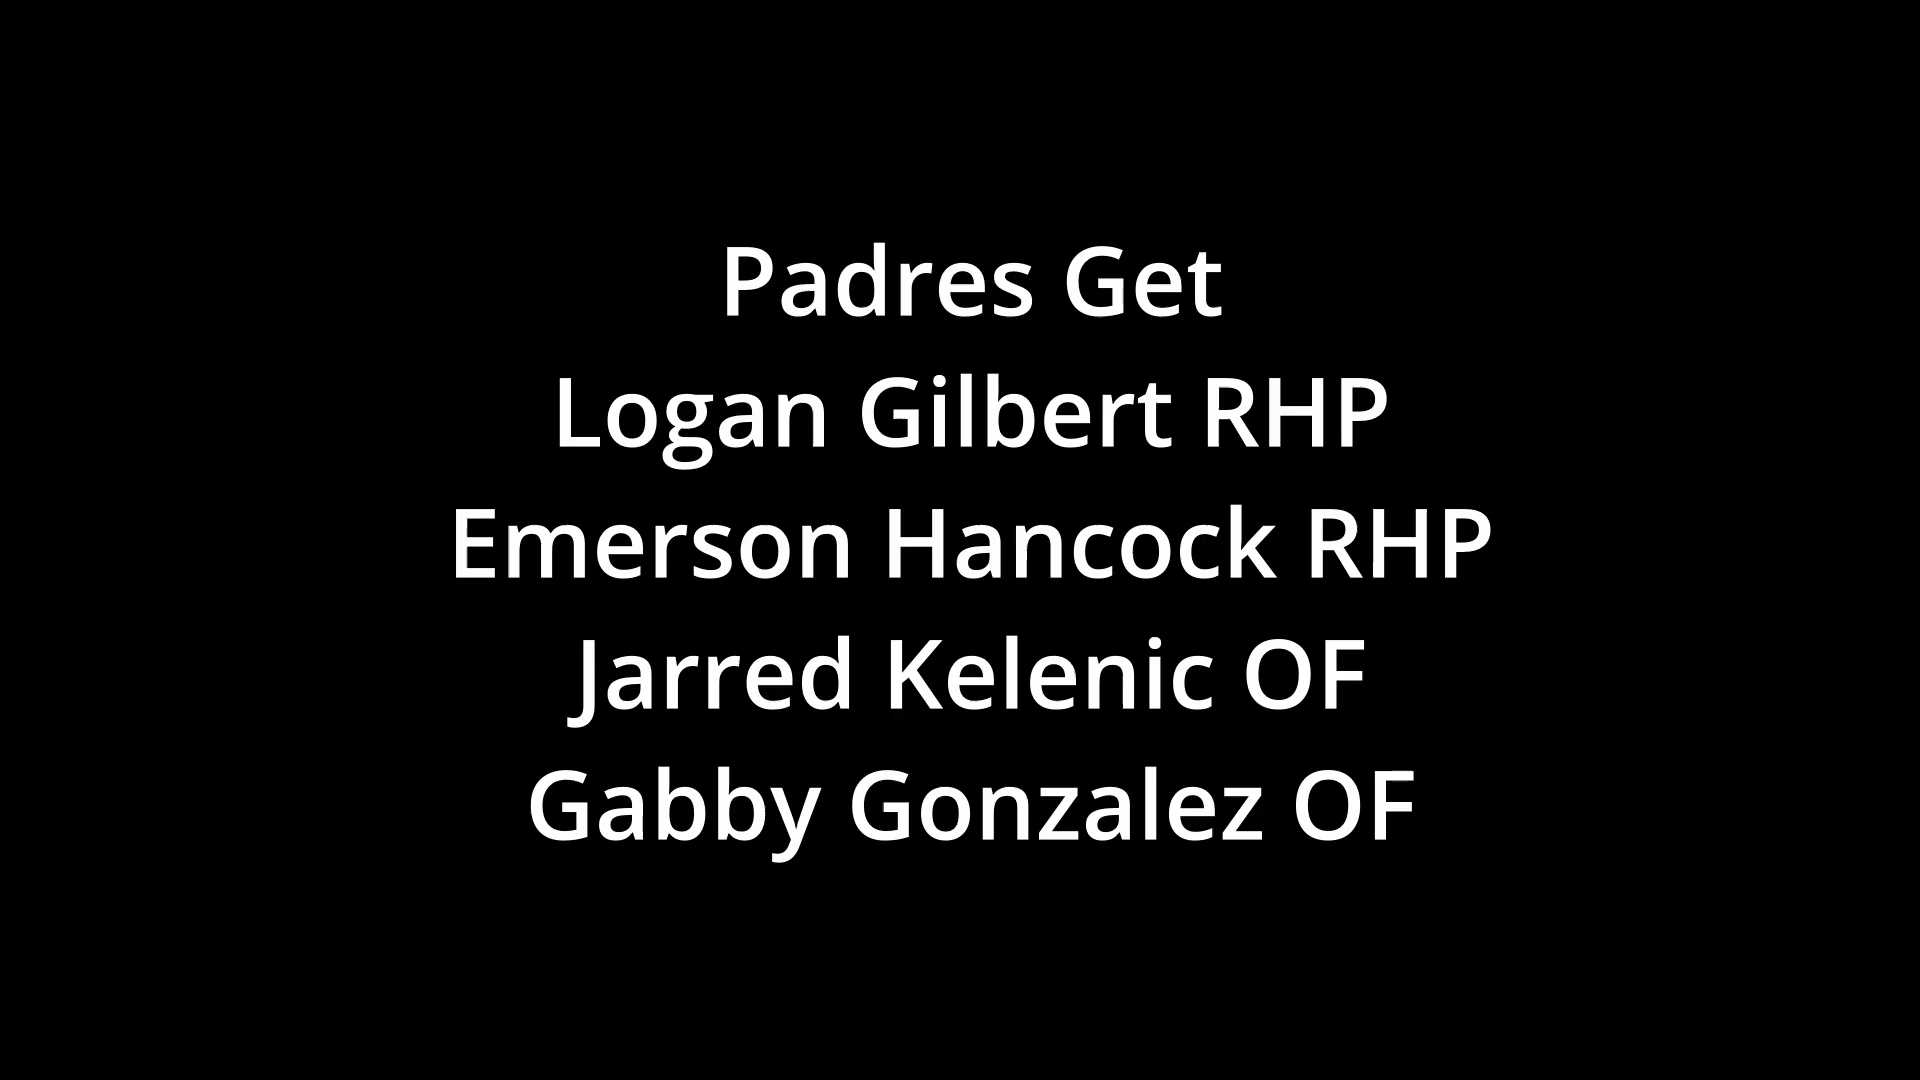 Padres Get
Logan Gilbert RHP
Emerson Hancock RHP
Jarred Kelenic OF
Gabby Gonzalez OF